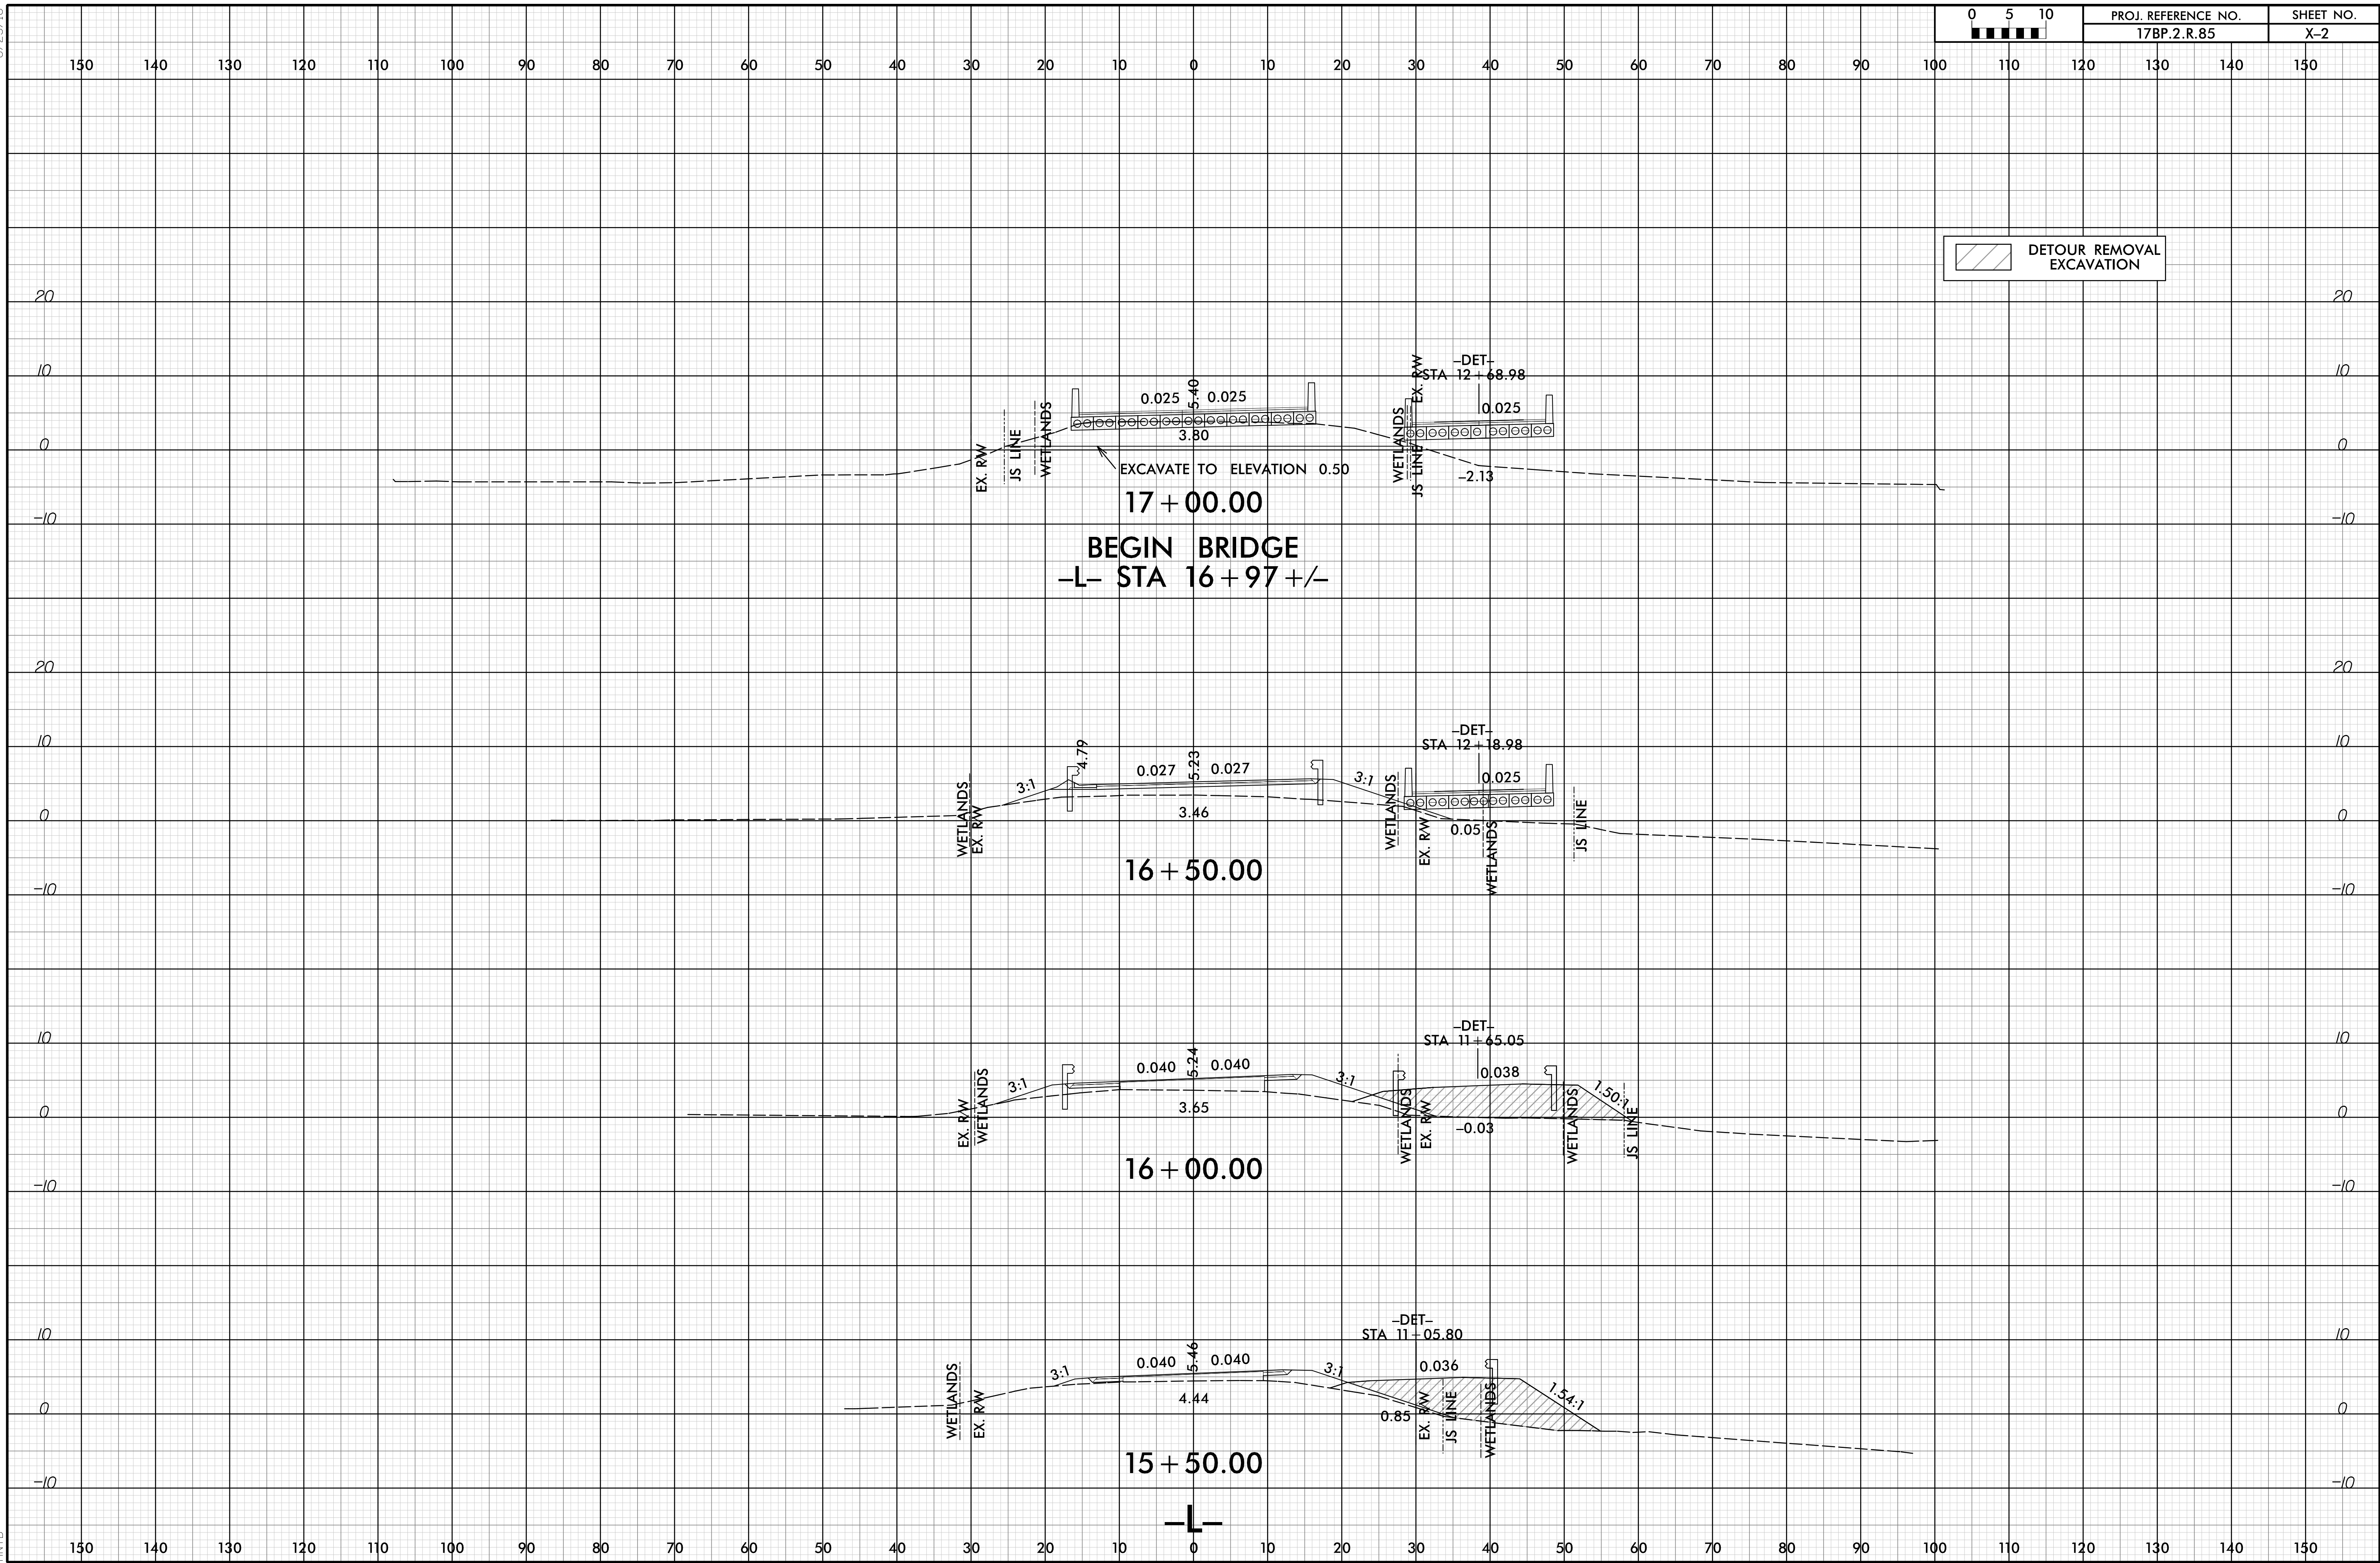 0 5 10
PROJ. REFERENCE NO. SHEET NO.
17BP.2.R.85 X–2
150 140 130 120 110 100 90 80 70 60 50 40 30 20 10 0 10 20 30 40 50 60 70 80 90 100 110 120 130 140 150
DETOUR REMOVAL
EXCAVATION
20 20
10 10
0 0
–10 –10
–DET–
STA 12+68.98
EX. R/W
JS LINE
WETLANDS
0.025
5.40
0.025
3.80
EXCAVATE TO ELEVATION 0.50
WETLANDS
EX. R/W
JS LINE
0.025
–2.13
17+00.00
BEGIN BRIDGE
–L– STA 16+97 +/–
20 20
10 10
0 0
–10 –10
–DET–
STA 12+18.98
WETLANDS
EX. R/W
3:1
4.79
0.027
5.23
0.027
3:1
3.46
WETLANDS
EX. R/W
0.025
0.05
WETLANDS
JS LINE
16+50.00
10 10
0 0
–10 –10
–DET–
STA 11+65.05
EX. R/W
WETLANDS
3:1
0.040
5.24
0.040
3:1
3.65
WETLANDS
EX. R/W
0.038
–0.03
1.50:1
WETLANDS
JS LINE
16+00.00
10 10
0 0
–10 –10
–DET–
STA 11+05.80
WETLANDS
EX. R/W
3:1
0.040
5.46
0.040
3:1
4.44
0.036
0.85
EX. R/W
JS LINE
WETLANDS
1.54:1
15+50.00
–L–
150 140 130 120 110 100 90 80 70 60 50 40 30 20 10 0 10 20 30 40 50 60 70 80 90 100 110 120 130 140 150